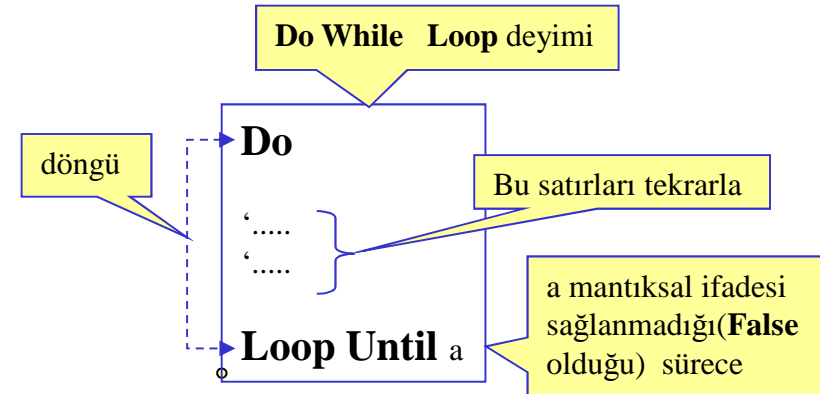 Do While Loop deyimi
Do
döngü
Bu satırları tekrarla
‘.....
‘.....
a mantıksal ifadesi
sağlanmadığı(False
olduğu) sürece
Loop Until a